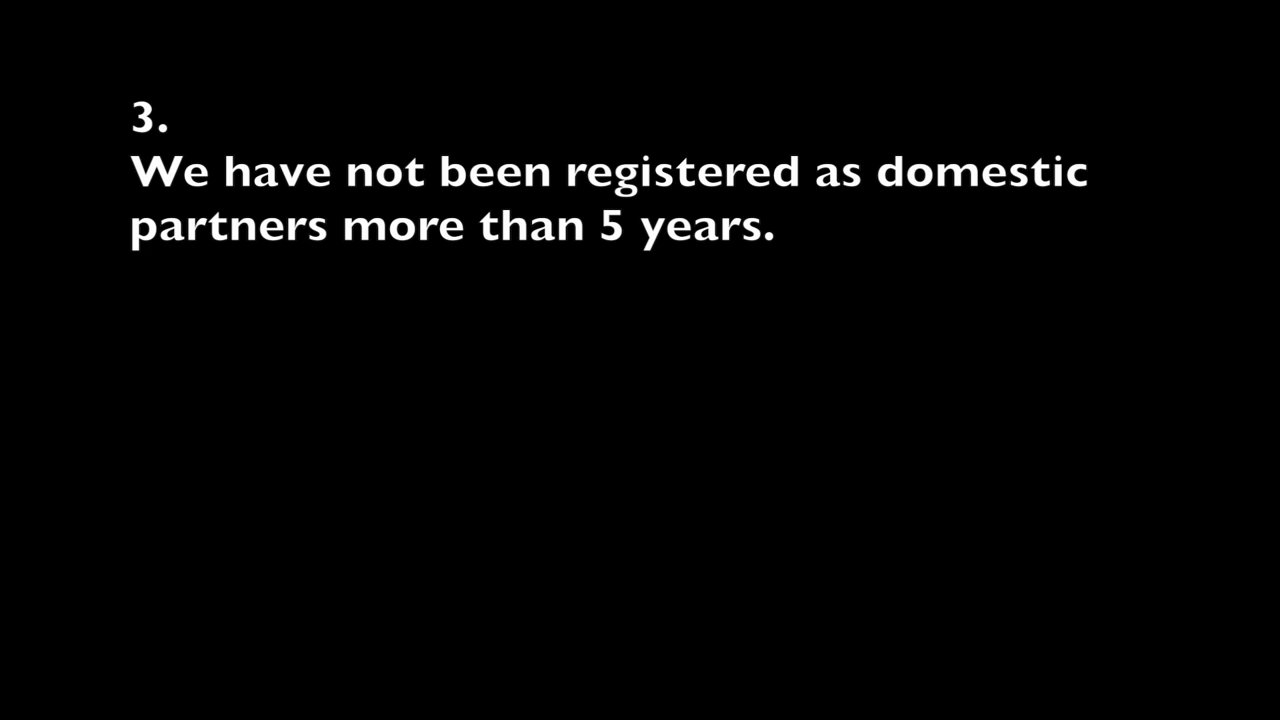 3.
We have not been registered as domestic
partners more than 5 years.